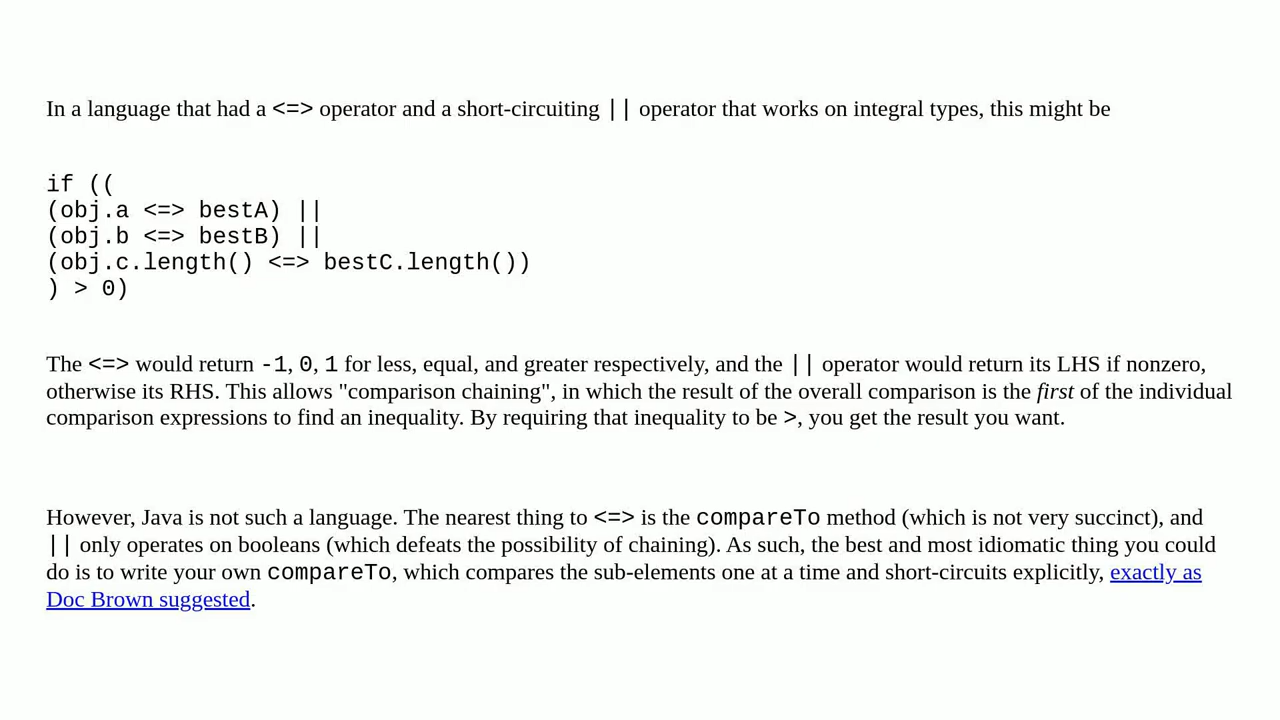 In a language that had a <=> operator and a short-circuiting || operator that works on integral types, this might be
if ((
(obj.a <=> bestA) ||
(obj.b <=> bestB) ||
(obj.c.length() <=> bestC.length())
) > 0)
The <=> would return -1, 0, 1 for less, equal, and greater respectively, and the || operator would return its LHS if nonzero,
otherwise its RHS. This allows "comparison chaining", in which the result of the overall comparison is the first of the individual
comparison expressions to find an inequality. By requiring that inequality to be >, you get the result you want.
However, Java is not such a language. The nearest thing to <=> is the compareTo method (which is not very succinct), and
|| only operates on booleans (which defeats the possibility of chaining). As such, the best and most idiomatic thing you could
do is to write your own compareTo, which compares the sub-elements one at a time and short-circuits explicitly, exactly as
Doc Brown suggested.